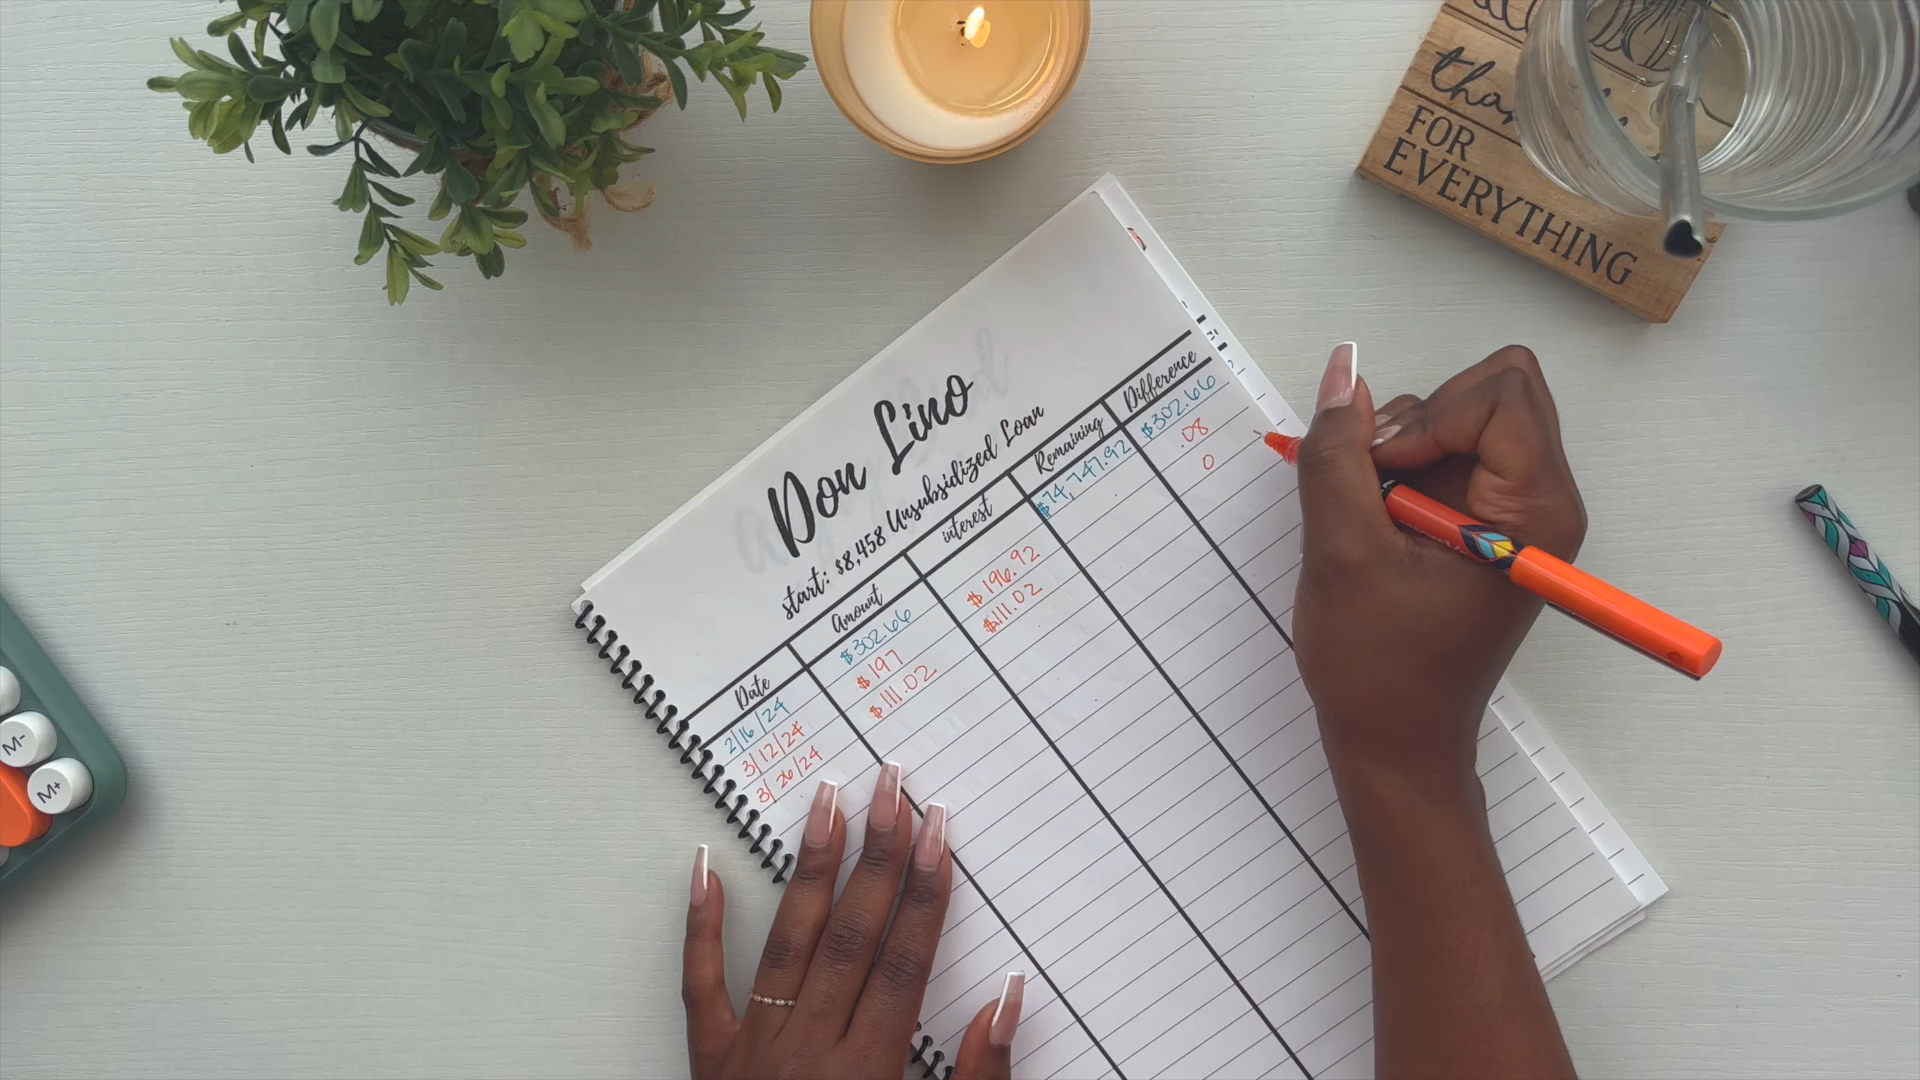 thankful
FOR
EVERYTHING
Don Lino
start: $8,458 Unsubsidized Loan
Date Amount interest Remaining Difference
2/16/24 $302.66 $14,747.92 $302.66
3/12/24 $197 $196.92 .08
3/26/24 $111.02 $111.02 0
M-
M+